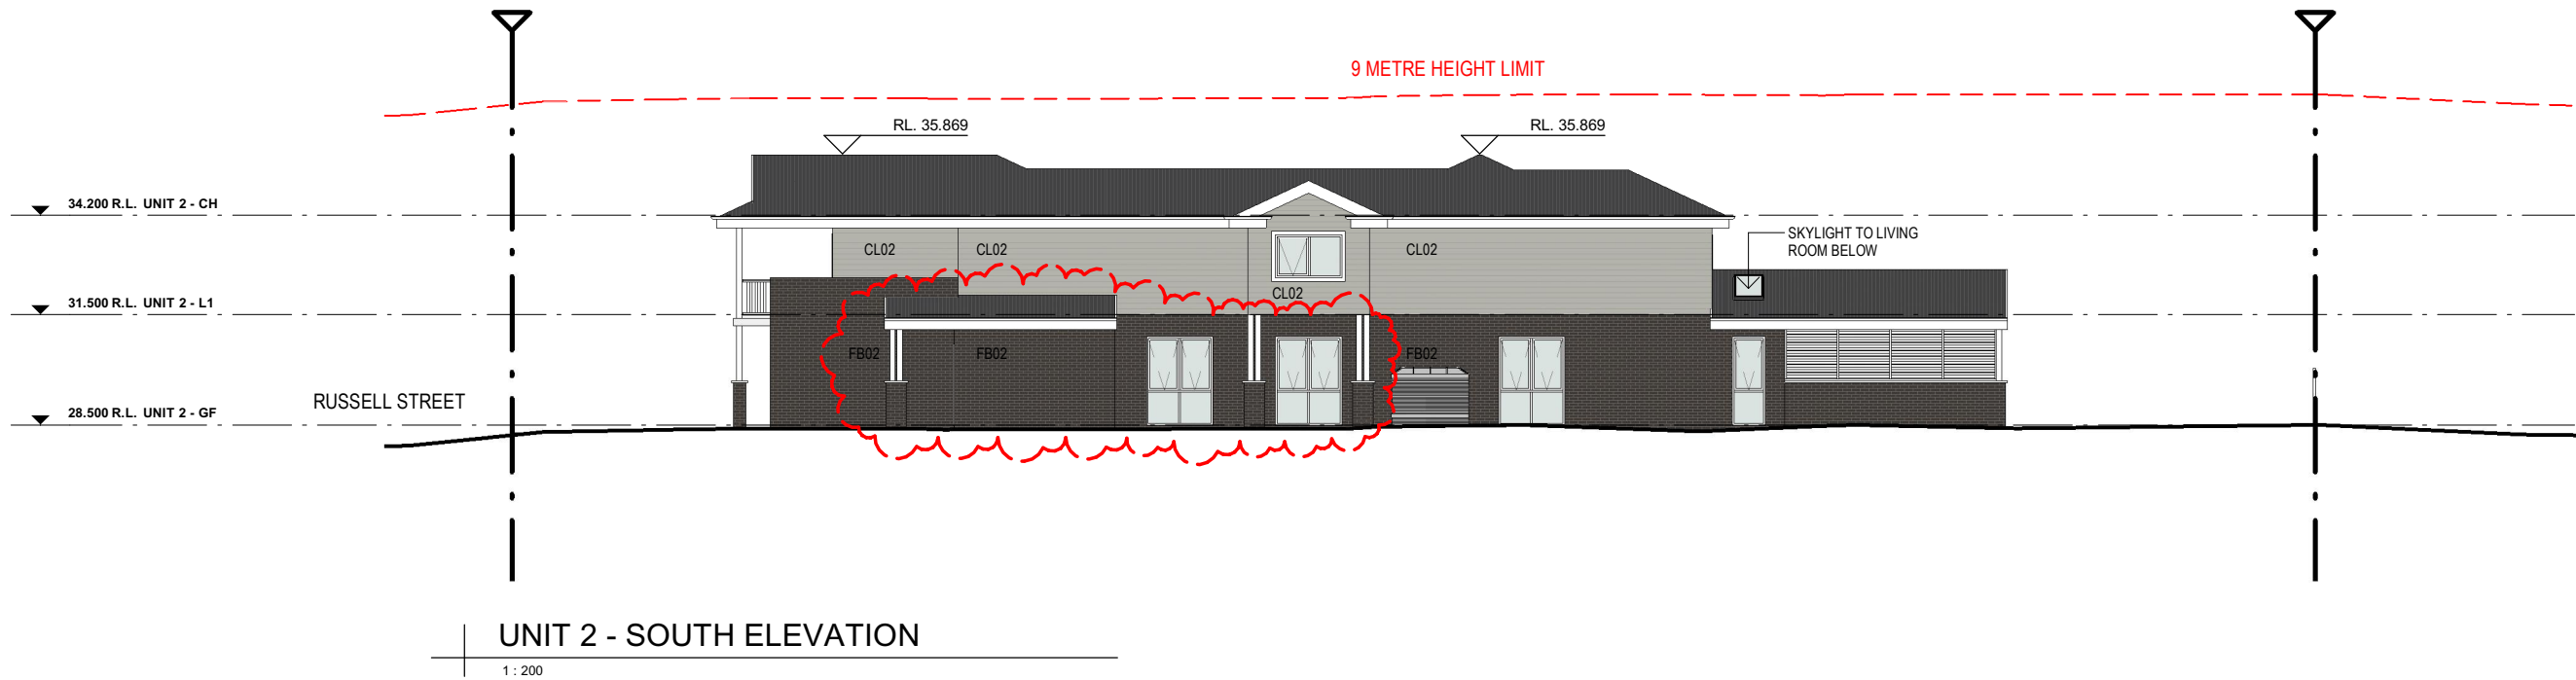 9 METRE HEIGHT LIMIT
RL. 35.869
RL. 35.869
34.200 R.L. UNIT 2 - CH
CL02
CL02
CL02
SKYLIGHT TO LIVING
ROOM BELOW
CL02
31.500 R.L. UNIT 2 - L1
FB02
FB02
FB02
RUSSELL STREET
28.500 R.L. UNIT 2 - GF
UNIT 2 - SOUTH ELEVATION
1 : 200